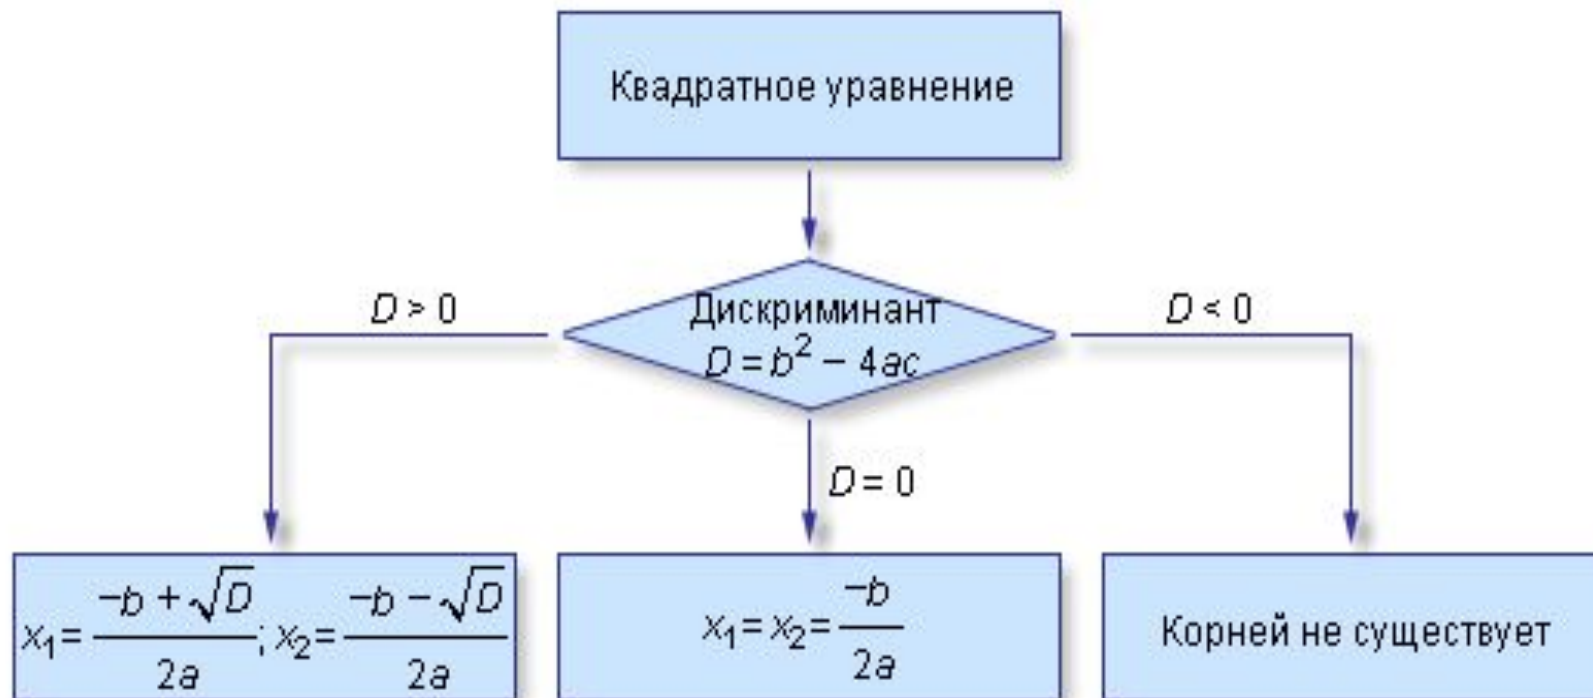 Квадратное уравнение
D > 0
Дискриминант
D < 0
D = b² − 4ac
D = 0
x₁ = (−b + √D) / 2a ; x₂ = (−b − √D) / 2a
x₁ = x₂ = −b / 2a
Корней не существует